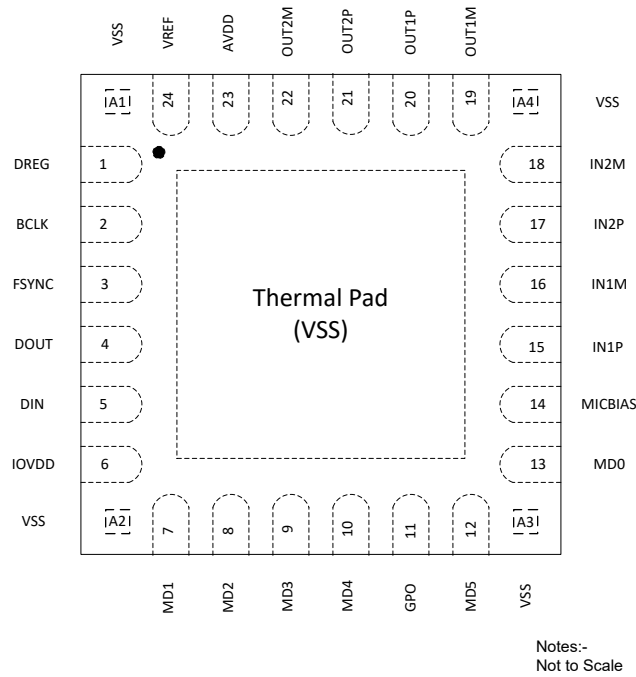 VSS
VREF
AVDD
OUT2M
OUT2P
OUT1P
OUT1M
A1
24
23
22
21
20
19
A4
VSS
DREG
1
18
IN2M
BCLK
2
17
IN2P
FSYNC
3
16
IN1M
Thermal Pad
(VSS)
DOUT
4
15
IN1P
DIN
5
14
MICBIAS
IOVDD
6
13
MD0
VSS
A2
7
8
9
10
11
12
A3
MD1
MD2
MD3
MD4
GPO
MD5
VSS
Notes:-
Not to Scale